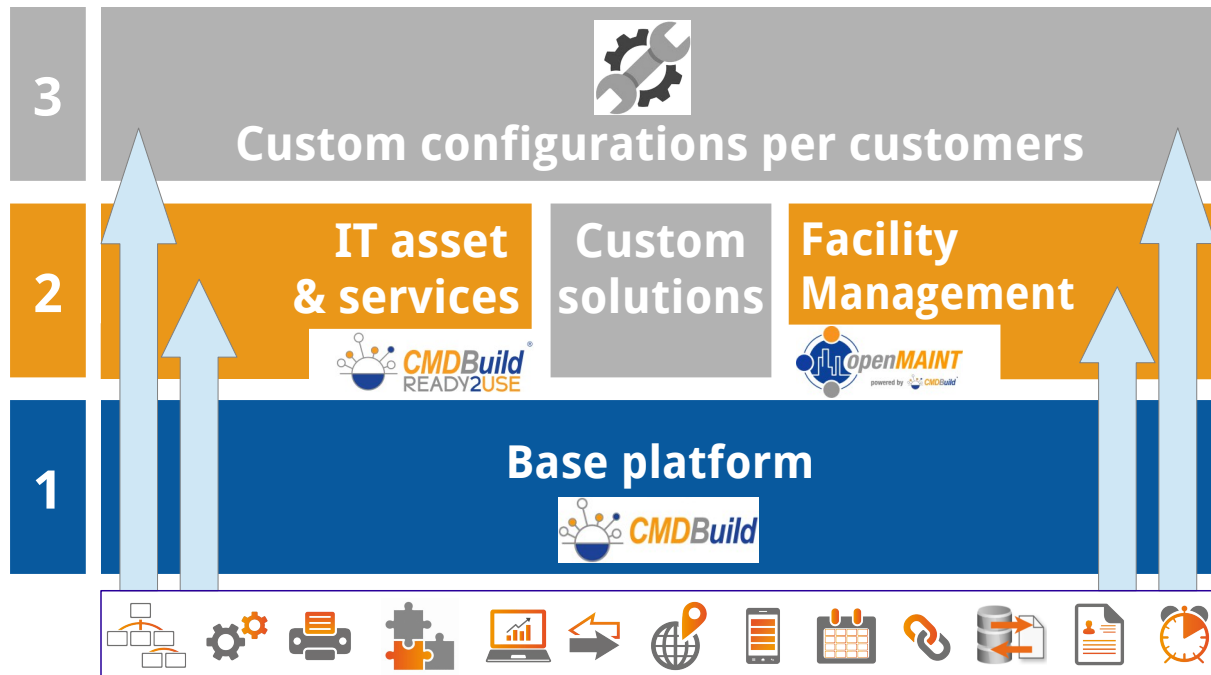 3
Custom configurations per customers
2
IT asset
& services
CMDBuild®
READY2USE
Custom
solutions
Facility
Management
openMAINT
powered by CMDBuild
1
Base platform
CMDBuild